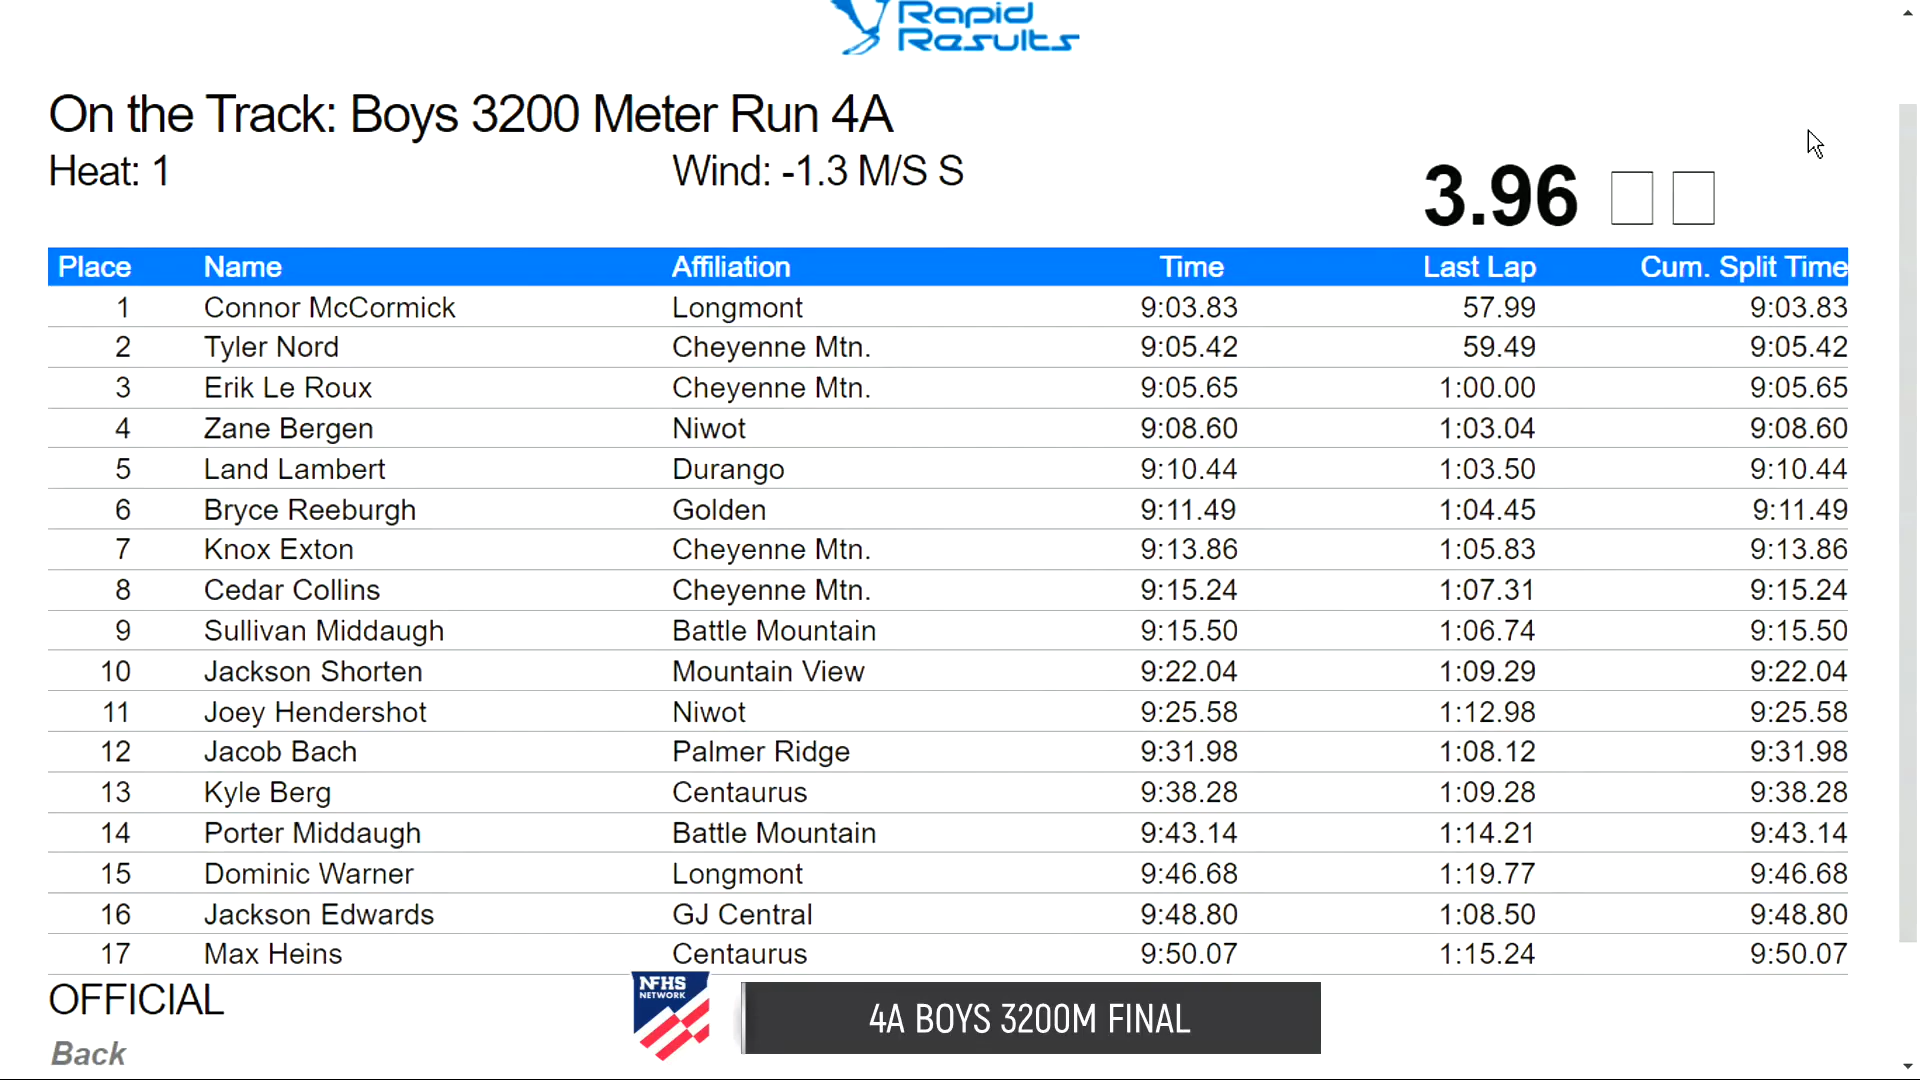 Rapid
Results
On the Track: Boys 3200 Meter Run 4A
Heat: 1 Wind: -1.3 M/S S
3.96
Place Name Affiliation Time Last Lap Cum. Split Time
1 Connor McCormick Longmont 9:03.83 57.99 9:03.83
2 Tyler Nord Cheyenne Mtn. 9:05.42 59.49 9:05.42
3 Erik Le Roux Cheyenne Mtn. 9:05.65 1:00.00 9:05.65
4 Zane Bergen Niwot 9:08.60 1:03.04 9:08.60
5 Land Lambert Durango 9:10.44 1:03.50 9:10.44
6 Bryce Reeburgh Golden 9:11.49 1:04.45 9:11.49
7 Knox Exton Cheyenne Mtn. 9:13.86 1:05.83 9:13.86
8 Cedar Collins Cheyenne Mtn. 9:15.24 1:07.31 9:15.24
9 Sullivan Middaugh Battle Mountain 9:15.50 1:06.74 9:15.50
10 Jackson Shorten Mountain View 9:22.04 1:09.29 9:22.04
11 Joey Hendershot Niwot 9:25.58 1:12.98 9:25.58
12 Jacob Bach Palmer Ridge 9:31.98 1:08.12 9:31.98
13 Kyle Berg Centaurus 9:38.28 1:09.28 9:38.28
14 Porter Middaugh Battle Mountain 9:43.14 1:14.21 9:43.14
15 Dominic Warner Longmont 9:46.68 1:19.77 9:46.68
16 Jackson Edwards GJ Central 9:48.80 1:08.50 9:48.80
17 Max Heins Centaurus 9:50.07 1:15.24 9:50.07
OFFICIAL
NFHS
NETWORK
4A BOYS 3200M FINAL
Back